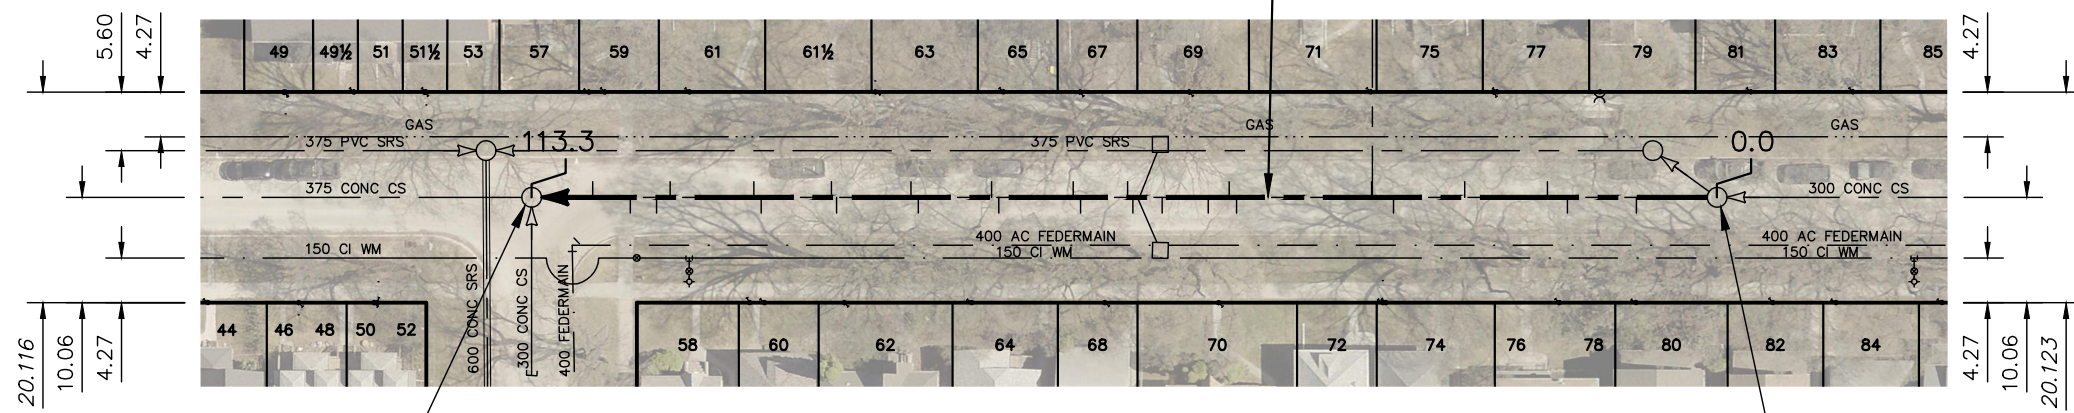 5.60
4.27
4.27
49 49½ 51 51½ 53 57 59 61 61½ 63 65 67 69 71 75 77 79 81 83 85
GAS GAS GAS
375 PVC SRS 113.3 375 PVC SRS 0.0
375 CONC CS 300 CONC CS
400 AC FEDERMAIN 400 AC FEDERMAIN
150 CI WM 150 CI WM 150 CI WM
600 CONC SRS
300 CONC CS
400 FEDERMAIN
44 46 48 50 52 58 60 62 64 68 70 72 74 76 78 80 82 84
20.116
10.06
4.27
4.27
10.06
20.123